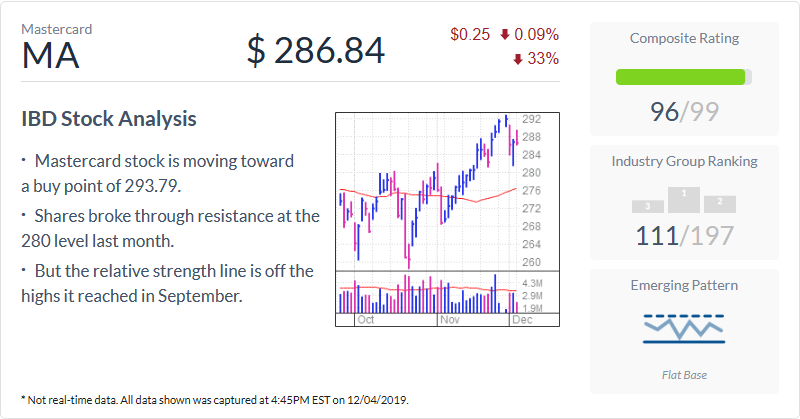 Mastercard
MA
$ 286.84
$0.25 0.09%
33%
IBD Stock Analysis
· Mastercard stock is moving toward
a buy point of 293.79.
· Shares broke through resistance at the
280 level last month.
· But the relative strength line is off the
highs it reached in September.
292
288
284
280
276
272
268
264
260
4.3M
2.9M
1.9M
Oct Nov Dec
Composite Rating
96/99
Industry Group Ranking
3 1 2
111/197
Emerging Pattern
Flat Base
* Not real-time data. All data shown was captured at 4:45PM EST on 12/04/2019.